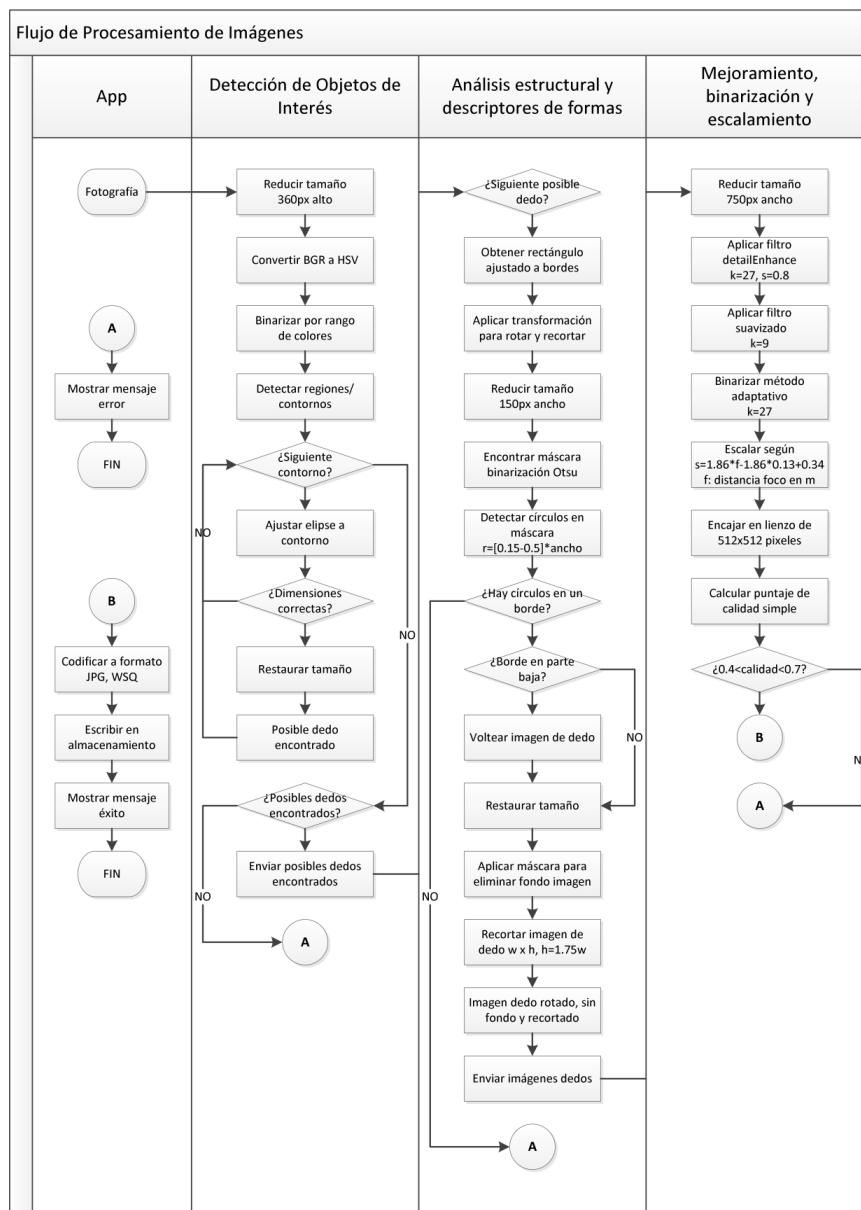 Flujo de Procesamiento de Imágenes
App
Detección de Objetos de
Interés
Análisis estructural y
descriptores de formas
Mejoramiento,
binarización y
escalamiento
Fotografía
A
Mostrar mensaje
error
FIN
B
Codificar a formato
JPG, WSQ
Escribir en
almacenamiento
Mostrar mensaje
éxito
FIN
Reducir tamaño
360px alto
Convertir BGR a HSV
Binarizar por rango
de colores
Detectar regiones/
contornos
¿Siguiente
contorno?
NO
Ajustar elipse a
contorno
¿Dimensiones
correctas?
NO
Restaurar tamaño
Posible dedo
encontrado
¿Posibles dedos
encontrados?
Enviar posibles dedos
encontrados
NO
A
¿Siguiente posible
dedo?
Obtener rectángulo
ajustado a bordes
Aplicar transformación
para rotar y recortar
Reducir tamaño
150px ancho
Encontrar máscara
binarización Otsu
Detectar círculos en
máscara
r=[0.15-0.5]*ancho
¿Hay círculos en un
borde?
¿Borde en parte
baja?
Voltear imagen de dedo
NO
Restaurar tamaño
Aplicar máscara para
eliminar fondo imagen
NO
Recortar imagen de
dedo w x h, h=1.75w
Imagen dedo rotado, sin
fondo y recortado
Enviar imágenes dedos
A
Reducir tamaño
750px ancho
Aplicar filtro
detailEnhance
k=27, s=0.8
Aplicar filtro
suavizado
k=9
Binarizar método
adaptativo
k=27
Escalar según
s=1.86*f-1.86*0.13+0.34
f: distancia foco en m
Encajar en lienzo de
512x512 pixeles
Calcular puntaje de
calidad simple
¿0.4<calidad<0.7?
B
N
A